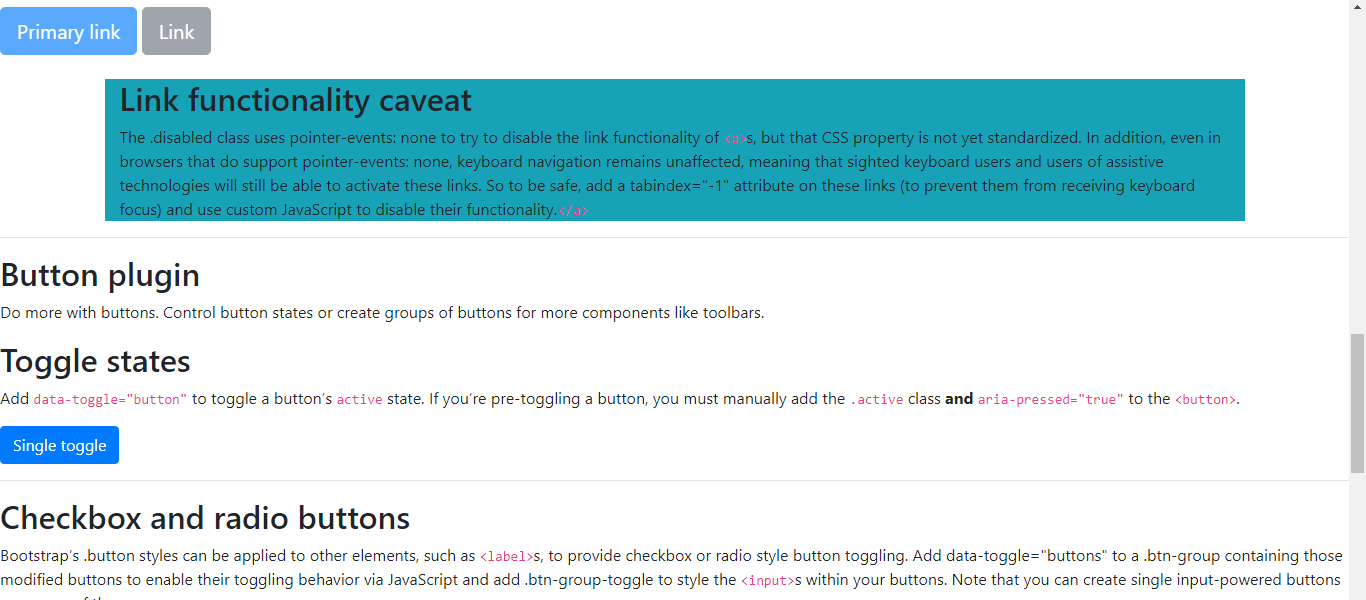 Primary link Link
Link functionality caveat
The .disabled class uses pointer-events: none to try to disable the link functionality of <a>s, but that CSS property is not yet standardized. In addition, even in
browsers that do support pointer-events: none, keyboard navigation remains unaffected, meaning that sighted keyboard users and users of assistive
technologies will still be able to activate these links. So to be safe, add a tabindex="-1" attribute on these links (to prevent them from receiving keyboard
focus) and use custom JavaScript to disable their functionality.</a>
Button plugin
Do more with buttons. Control button states or create groups of buttons for more components like toolbars.
Toggle states
Add data-toggle="button" to toggle a button's active state. If you're pre-toggling a button, you must manually add the .active class and aria-pressed="true" to the <button>.
Single toggle
Checkbox and radio buttons
Bootstrap's .button styles can be applied to other elements, such as <label>s, to provide checkbox or radio style button toggling. Add data-toggle="buttons" to a .btn-group containing those
modified buttons to enable their toggling behavior via JavaScript and add .btn-group-toggle to style the <input>s within your buttons. Note that you can create single input-powered buttons